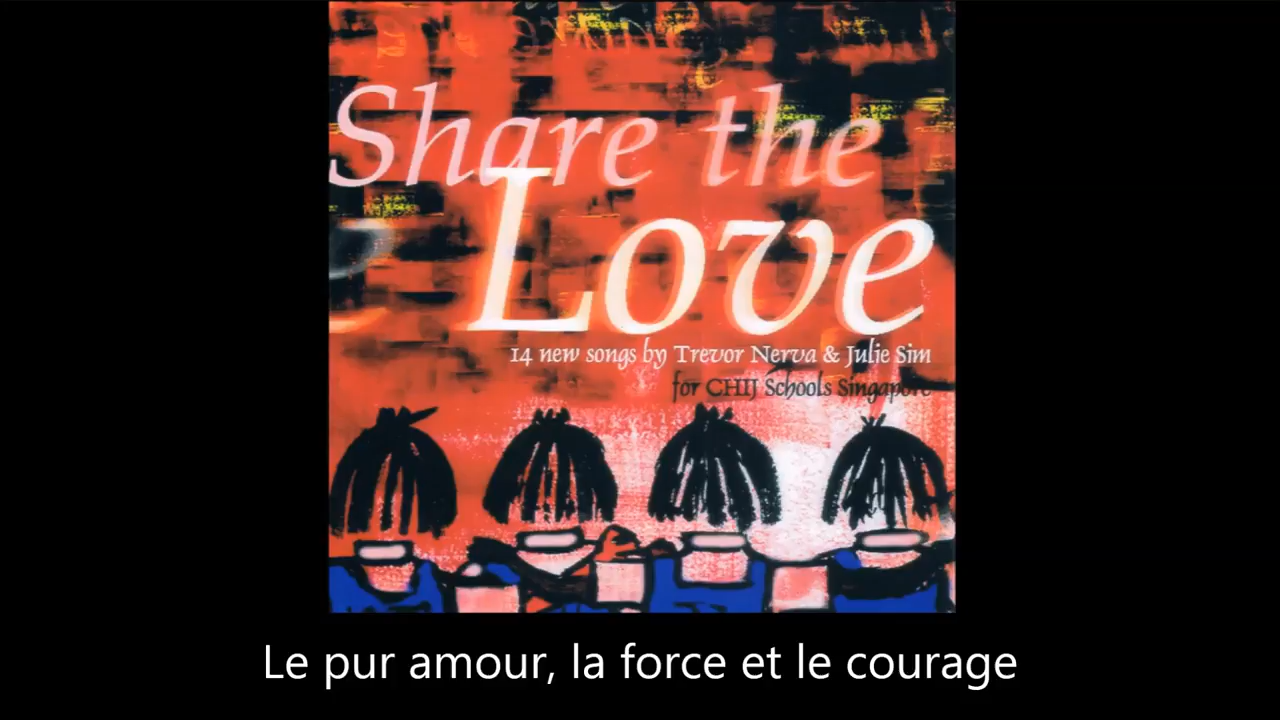 Share the
Love
14 new songs by Trevor Nerva & Julie Sim
for CHIJ Schools Singapore
Le pur amour, la force et le courage